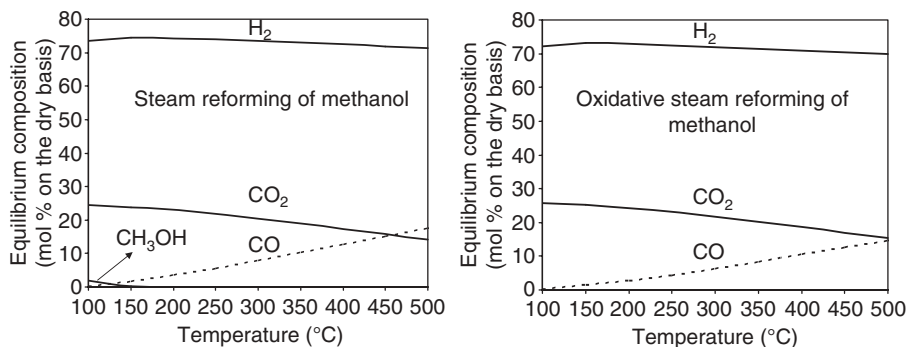 Equilibrium composition
(mol % on the dry basis)
80
70
60
50
40
30
20
10
0
H₂
Steam reforming of methanol
CO₂
CH₃OH
CO
100 150 200 250 300 350 400 450 500
Temperature (°C)
Equilibrium composition
(mol % on the dry basis)
80
70
60
50
40
30
20
10
0
H₂
Oxidative steam reforming of
methanol
CO₂
CO
100 150 200 250 300 350 400 450 500
Temperature (°C)